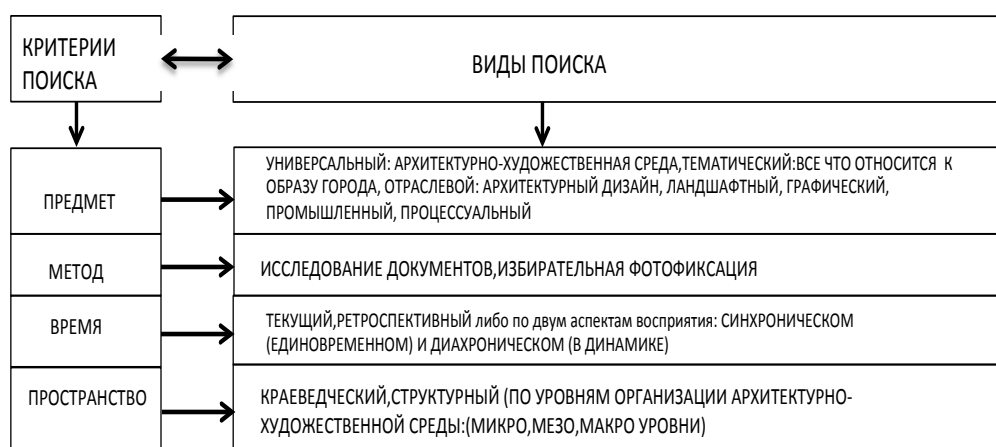 КРИТЕРИИ
ПОИСКА
ВИДЫ ПОИСКА
ПРЕДМЕТ
УНИВЕРСАЛЬНЫЙ: АРХИТЕКТУРНО-ХУДОЖЕСТВЕННАЯ СРЕДА,ТЕМАТИЧЕСКИЙ:ВСЕ ЧТО ОТНОСИТСЯ К
ОБРАЗУ ГОРОДА, ОТРАСЛЕВОЙ: АРХИТЕКТУРНЫЙ ДИЗАЙН, ЛАНДШАФТНЫЙ, ГРАФИЧЕСКИЙ,
ПРОМЫШЛЕННЫЙ, ПРОЦЕССУАЛЬНЫЙ
МЕТОД
ИССЛЕДОВАНИЕ ДОКУМЕНТОВ,ИЗБИРАТЕЛЬНАЯ ФОТОФИКСАЦИЯ
ВРЕМЯ
ТЕКУЩИЙ,РЕТРОСПЕКТИВНЫЙ либо по двум аспектам восприятия: СИНХРОНИЧЕСКОМ
(ЕДИНОВРЕМЕННОМ) И ДИАХРОНИЧЕСКОМ (В ДИНАМИКЕ)
ПРОСТРАНСТВО
КРАЕВЕДЧЕСКИЙ,СТРУКТУРНЫЙ (ПО УРОВНЯМ ОРГАНИЗАЦИИ АРХИТЕКТУРНО-
ХУДОЖЕСТВЕННОЙ СРЕДЫ:(МИКРО,МЕЗО,МАКРО УРОВНИ)